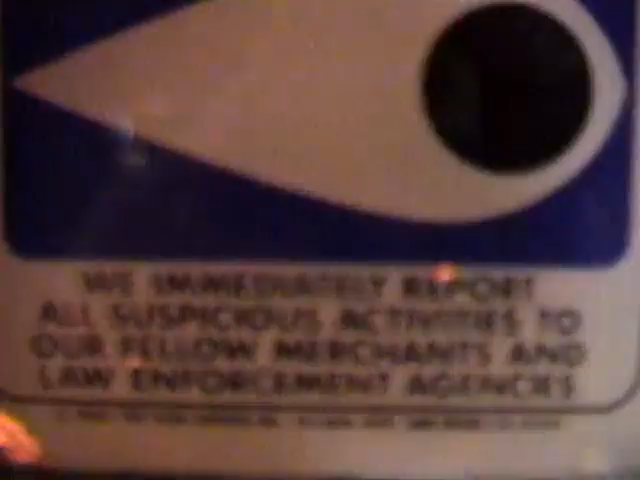 WE IMMEDIATELY REPORT
ALL SUSPICIOUS ACTIVITIES TO
OUR FELLOW MERCHANTS AND
LAW ENFORCEMENT AGENCIES